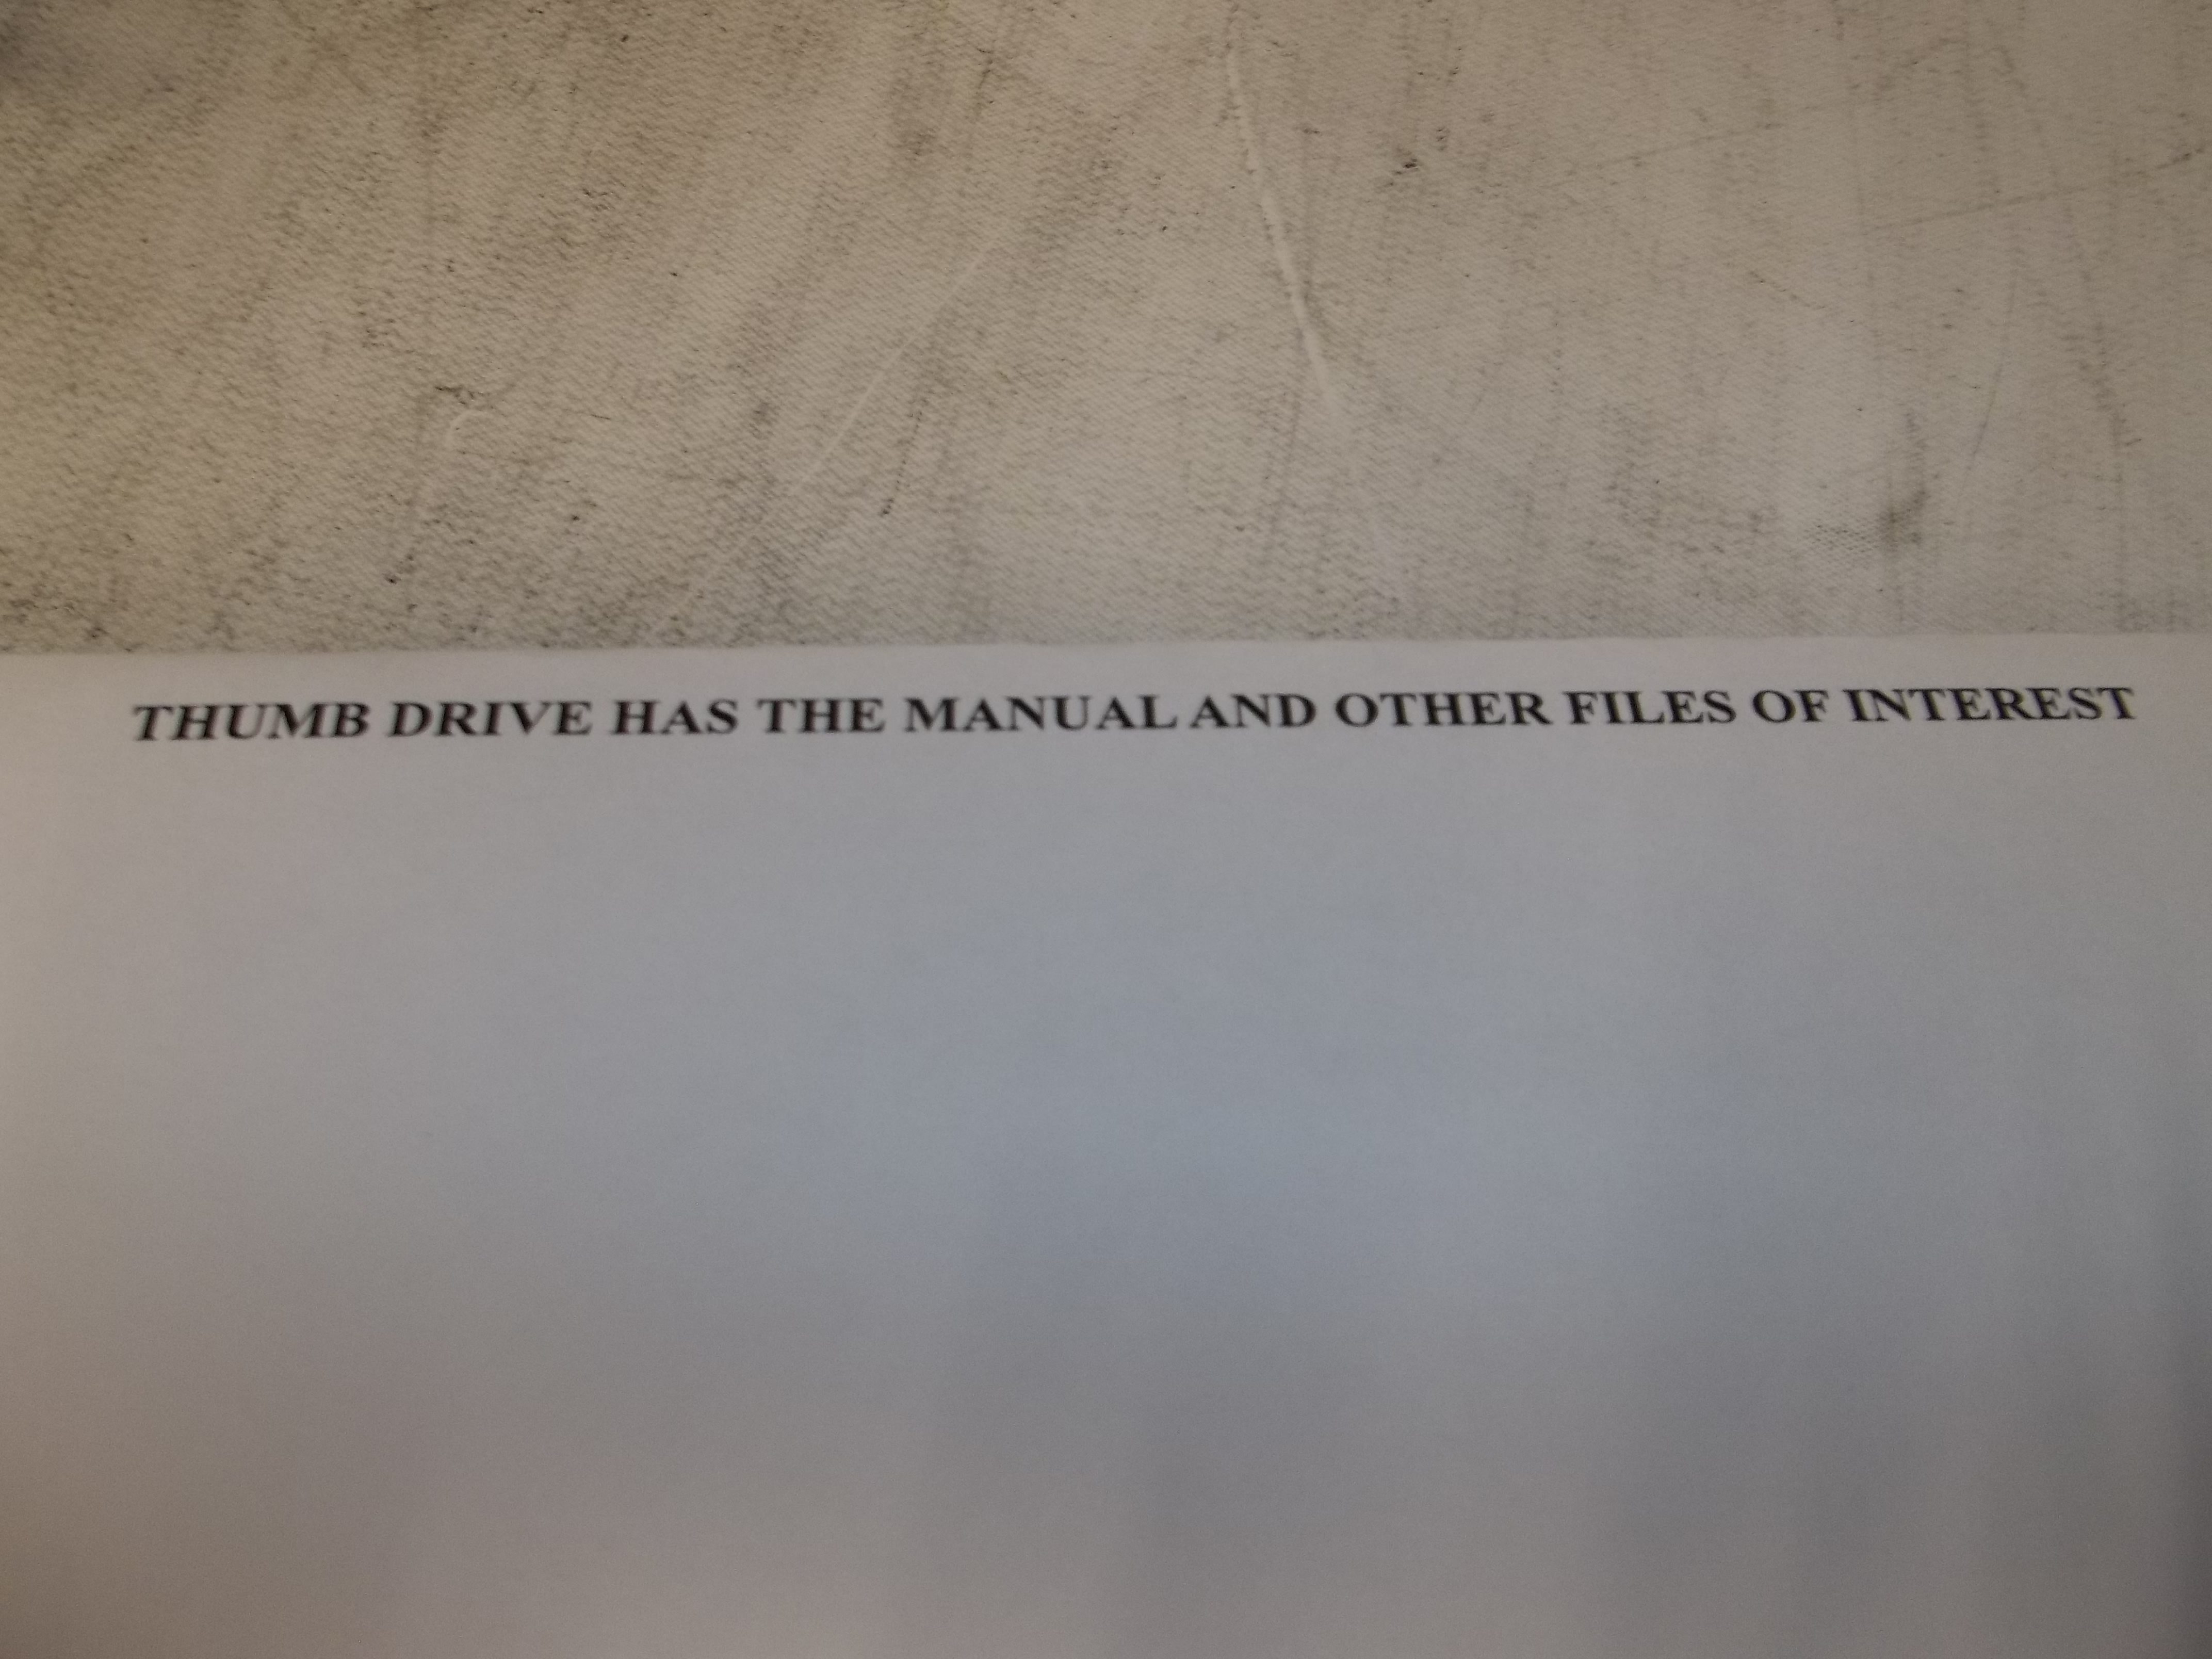 THUMB DRIVE HAS THE MANUAL AND OTHER FILES OF INTEREST